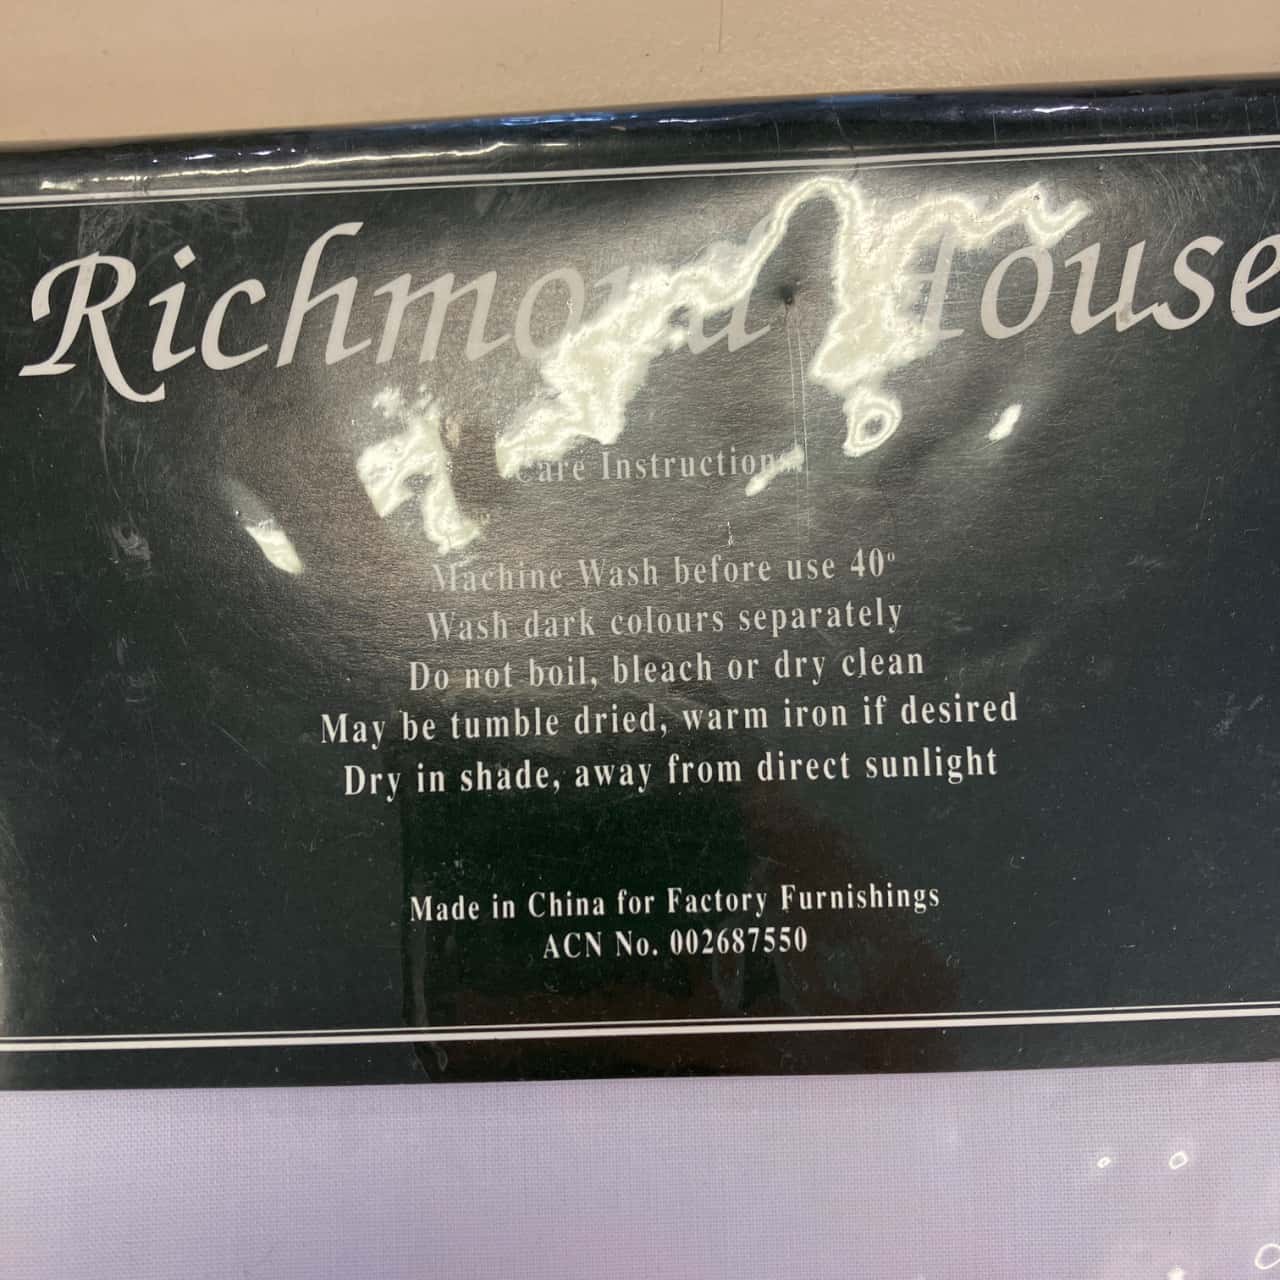 Richmond House
Care Instructions
Machine Wash before use 40°
Wash dark colours separately
Do not boil, bleach or dry clean
May be tumble dried, warm iron if desired
Dry in shade, away from direct sunlight
Made in China for Factory Furnishings
ACN No. 002687550